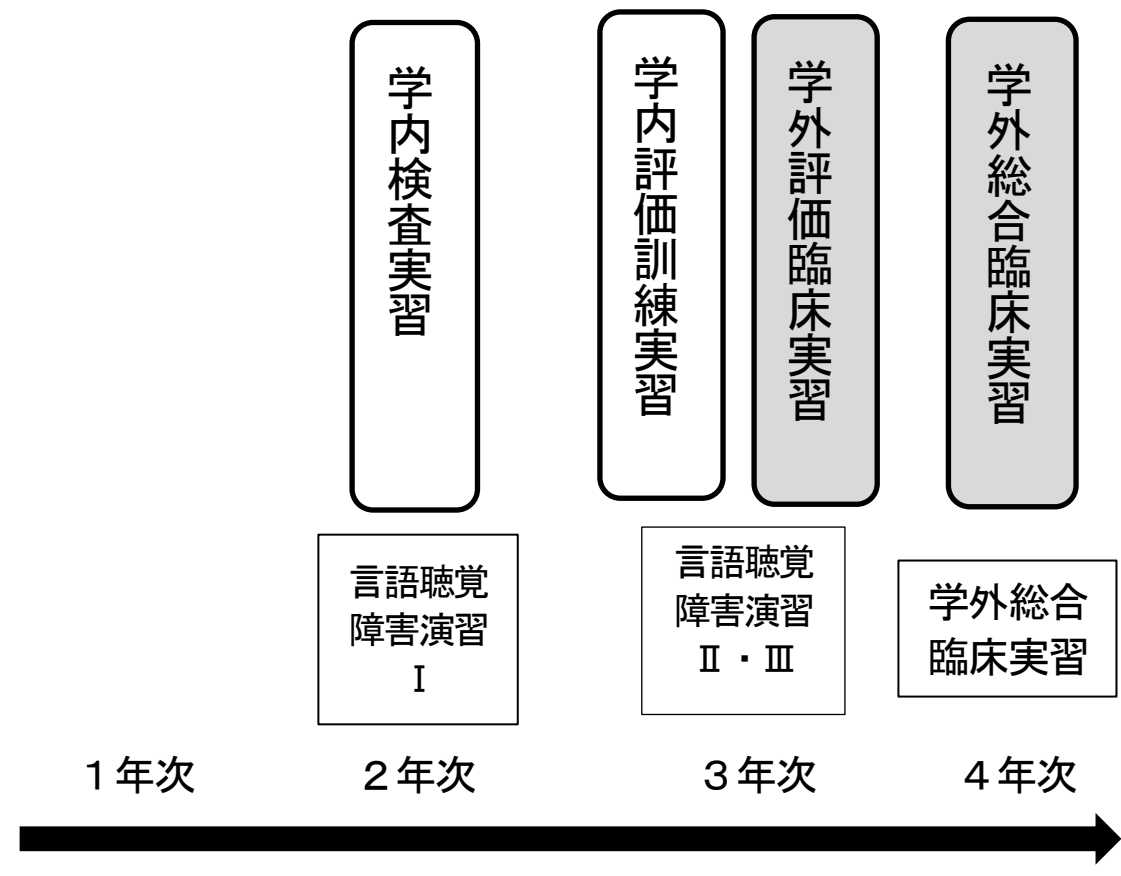 学内検査実習
学内評価訓練実習
学外評価臨床実習
学外総合臨床実習
言語聴覚
障害演習
Ⅰ
言語聴覚
障害演習
Ⅱ・Ⅲ
学外総合
臨床実習
１年次
２年次
３年次
４年次